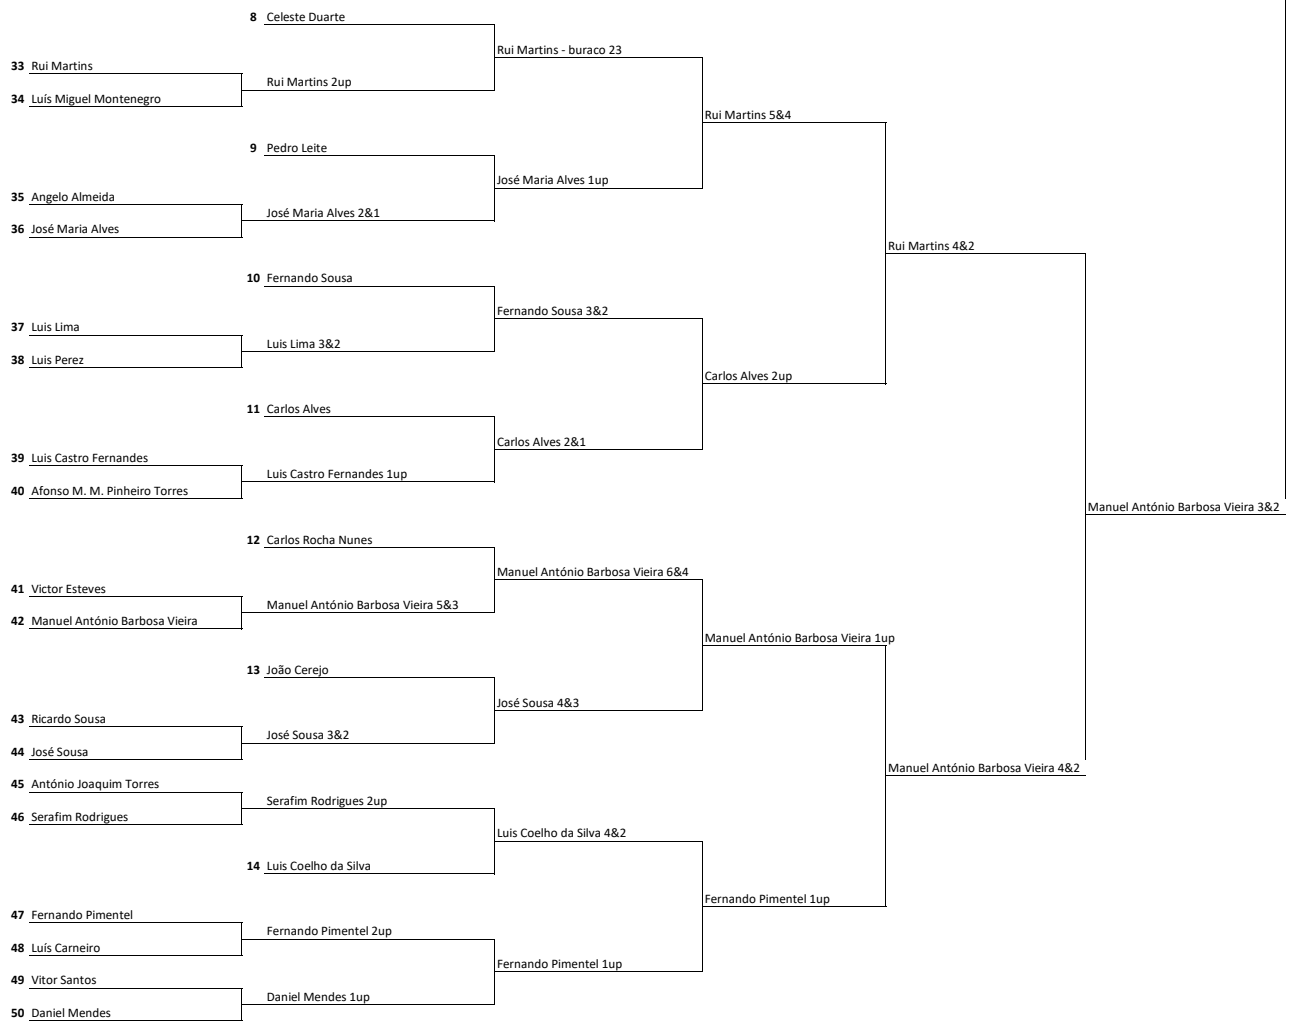 8 Celeste Duarte
Rui Martins - buraco 23
33 Rui Martins
Rui Martins 2up
34 Luís Miguel Montenegro
Rui Martins 5&4
9 Pedro Leite
José Maria Alves 1up
35 Angelo Almeida
José Maria Alves 2&1
36 José Maria Alves
Rui Martins 4&2
10 Fernando Sousa
Fernando Sousa 3&2
37 Luis Lima
Luis Lima 3&2
38 Luis Perez
Carlos Alves 2up
11 Carlos Alves
Carlos Alves 2&1
39 Luis Castro Fernandes
Luis Castro Fernandes 1up
40 Afonso M. M. Pinheiro Torres
Manuel António Barbosa Vieira 3&2
12 Carlos Rocha Nunes
Manuel António Barbosa Vieira 6&4
41 Victor Esteves
Manuel António Barbosa Vieira 5&3
42 Manuel António Barbosa Vieira
Manuel António Barbosa Vieira 1up
13 João Cerejo
José Sousa 4&3
43 Ricardo Sousa
José Sousa 3&2
44 José Sousa
Manuel António Barbosa Vieira 4&2
45 António Joaquim Torres
Serafim Rodrigues 2up
46 Serafim Rodrigues
Luis Coelho da Silva 4&2
14 Luis Coelho da Silva
Fernando Pimentel 1up
47 Fernando Pimentel
Fernando Pimentel 2up
48 Luís Carneiro
Fernando Pimentel 1up
49 Vitor Santos
Daniel Mendes 1up
50 Daniel Mendes